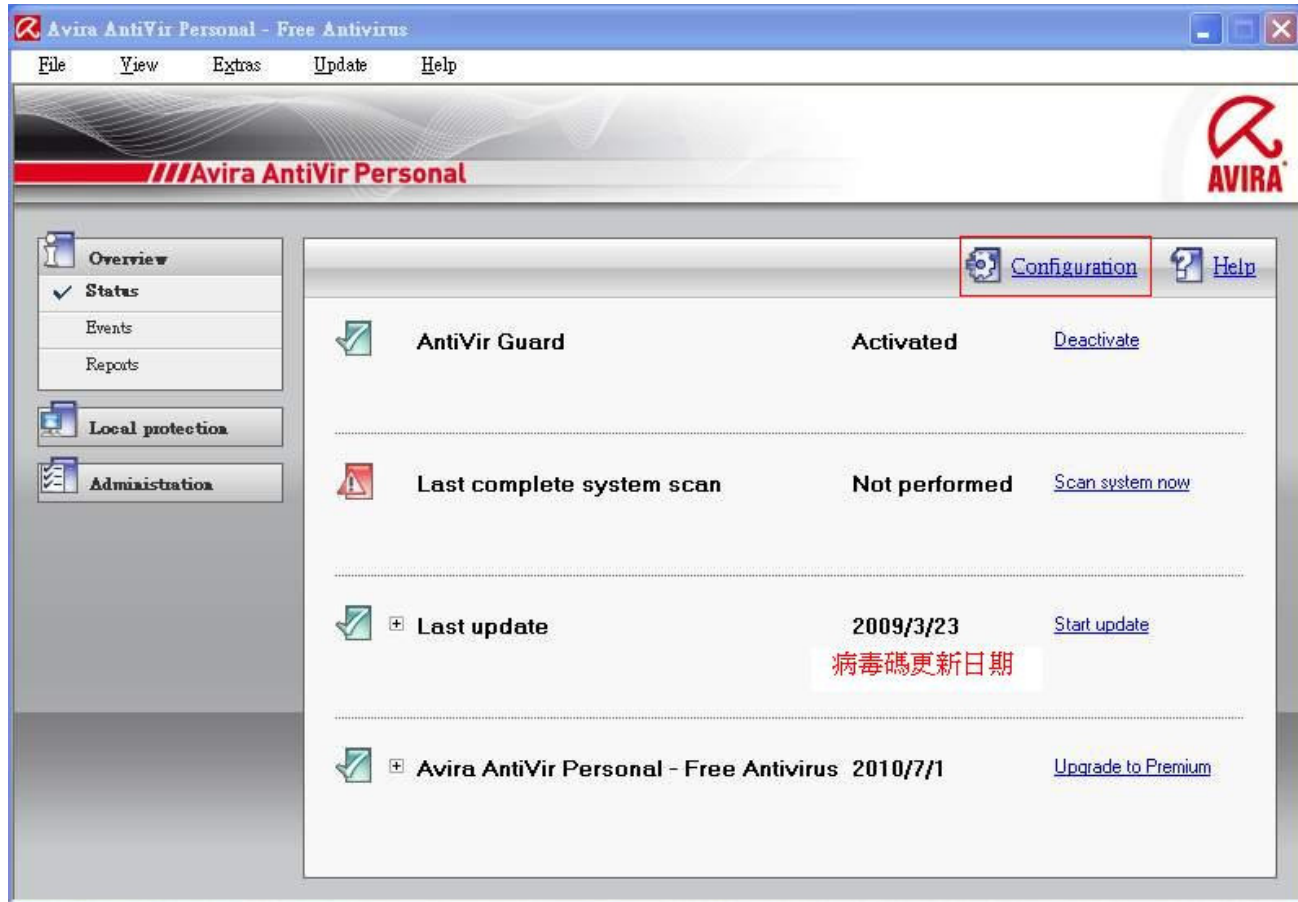 Avira AntiVir Personal - Free Antivirus
File View Extras Update Help
///Avira AntiVir Personal
AVIRA
Overview
Status
Events
Reports
Local protection
Administration
Configuration Help
AntiVir Guard Activated Deactivate
Last complete system scan Not performed Scan system now
Last update 2009/3/23 Start update
病毒碼更新日期
Avira AntiVir Personal - Free Antivirus 2010/7/1 Upgrade to Premium